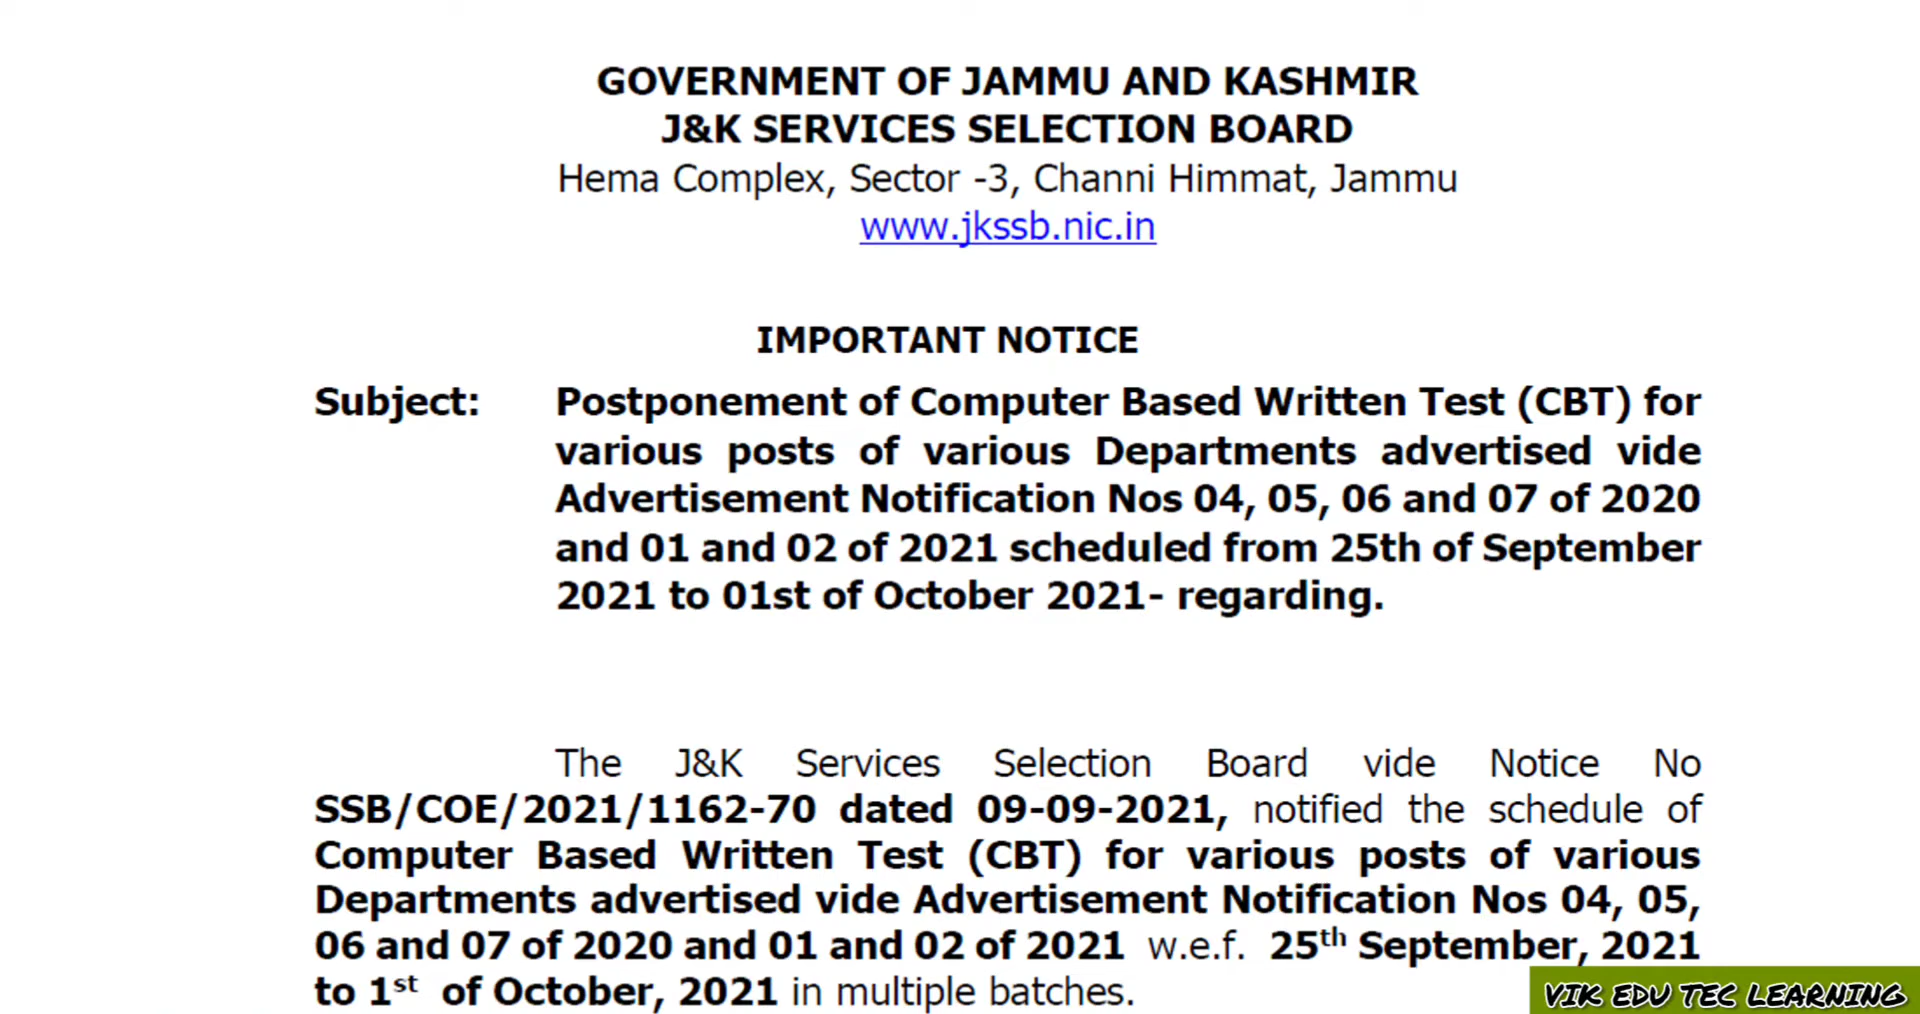 GOVERNMENT OF JAMMU AND KASHMIR
J&K SERVICES SELECTION BOARD
Hema Complex, Sector -3, Channi Himmat, Jammu
www.jkssb.nic.in
IMPORTANT NOTICE
Subject: Postponement of Computer Based Written Test (CBT) for
various posts of various Departments advertised vide
Advertisement Notification Nos 04, 05, 06 and 07 of 2020
and 01 and 02 of 2021 scheduled from 25th of September
2021 to 01st of October 2021- regarding.
The J&K Services Selection Board vide Notice No
SSB/COE/2021/1162-70 dated 09-09-2021, notified the schedule of
Computer Based Written Test (CBT) for various posts of various
Departments advertised vide Advertisement Notification Nos 04, 05,
06 and 07 of 2020 and 01 and 02 of 2021 w.e.f. 25th September, 2021
to 1st of October, 2021 in multiple batches.
VIK EDU TEC LEARNING